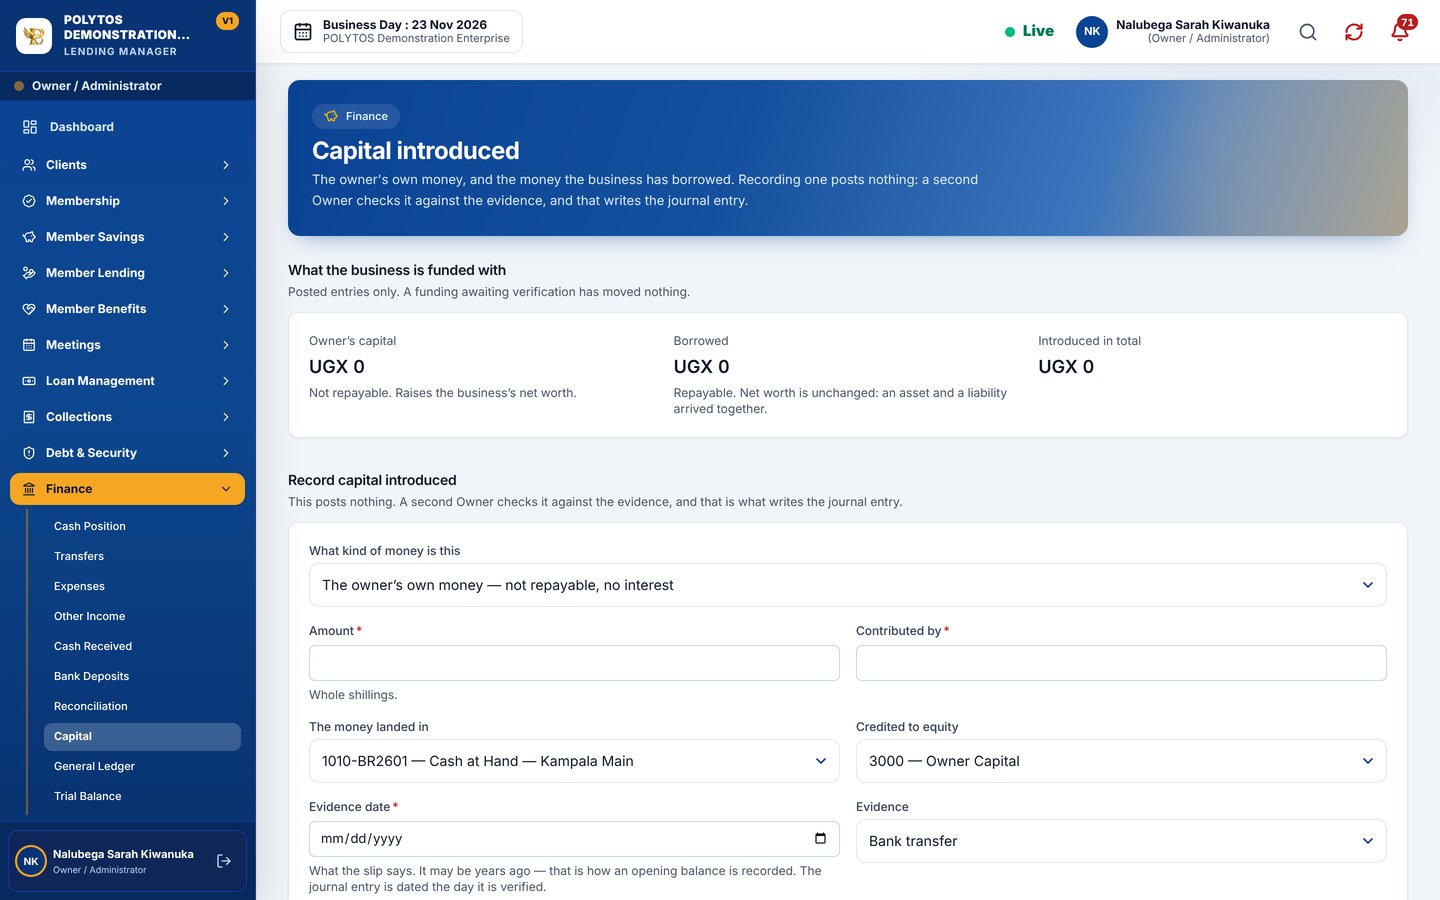 POLYTOS
DEMONSTRATION...
LENDING MANAGER
V1
Owner / Administrator
Dashboard
Clients
Membership
Member Savings
Member Lending
Member Benefits
Meetings
Loan Management
Collections
Debt & Security
Finance
Cash Position
Transfers
Expenses
Other Income
Cash Received
Bank Deposits
Reconciliation
Capital
General Ledger
Trial Balance
NK
Nalubega Sarah Kiwanuka
Owner / Administrator
Business Day : 23 Nov 2026
POLYTOS Demonstration Enterprise
Live
NK
Nalubega Sarah Kiwanuka
(Owner / Administrator)
71
Finance
Capital introduced
The owner's own money, and the money the business has borrowed. Recording one posts nothing: a second
Owner checks it against the evidence, and that writes the journal entry.
What the business is funded with
Posted entries only. A funding awaiting verification has moved nothing.
Owner’s capital
UGX 0
Not repayable. Raises the business’s net worth.
Borrowed
UGX 0
Repayable. Net worth is unchanged: an asset and a liability
arrived together.
Introduced in total
UGX 0
Record capital introduced
This posts nothing. A second Owner checks it against the evidence, and that is what writes the journal entry.
What kind of money is this
The owner’s own money — not repayable, no interest
Amount *
Contributed by *
Whole shillings.
The money landed in
Credited to equity
1010-BR2601 — Cash at Hand — Kampala Main
3000 — Owner Capital
Evidence date *
Evidence
mm/dd/yyyy
Bank transfer
What the slip says. It may be years ago — that is how an opening balance is recorded. The
journal entry is dated the day it is verified.